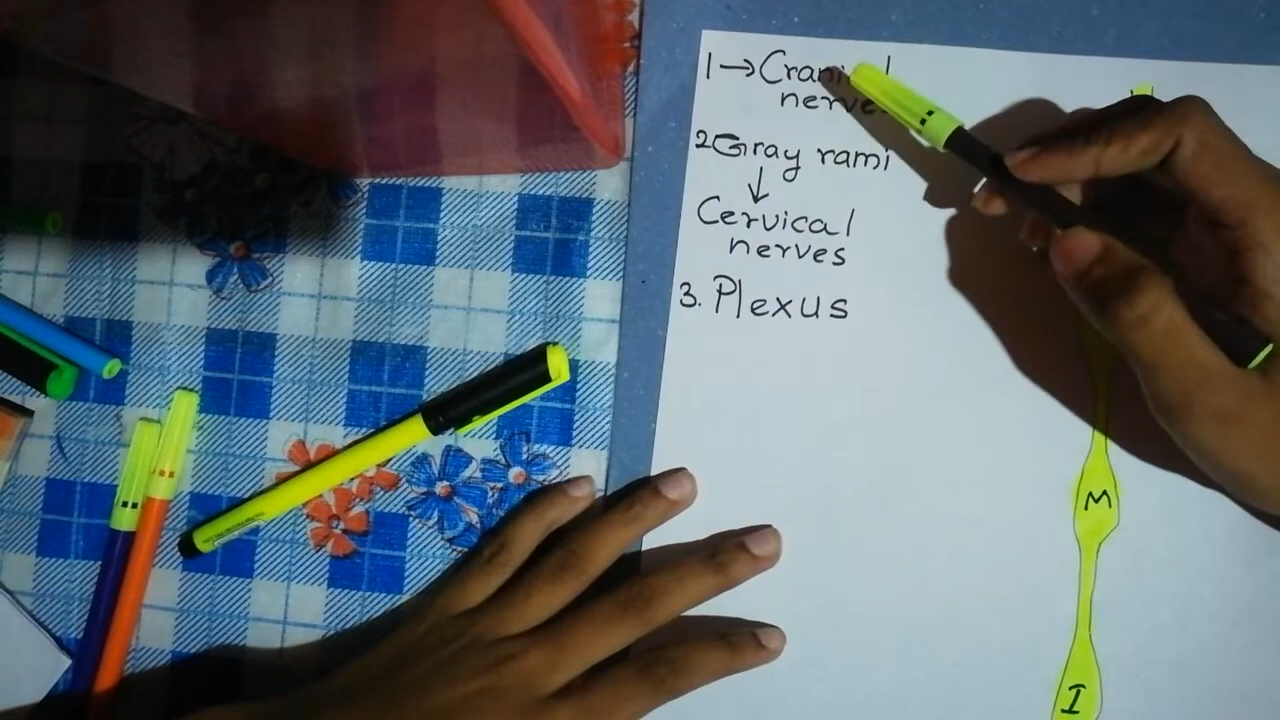 1→Cranial
nerves
2 Gray rami
↓
Cervical
nerves
3. Plexus
M
I